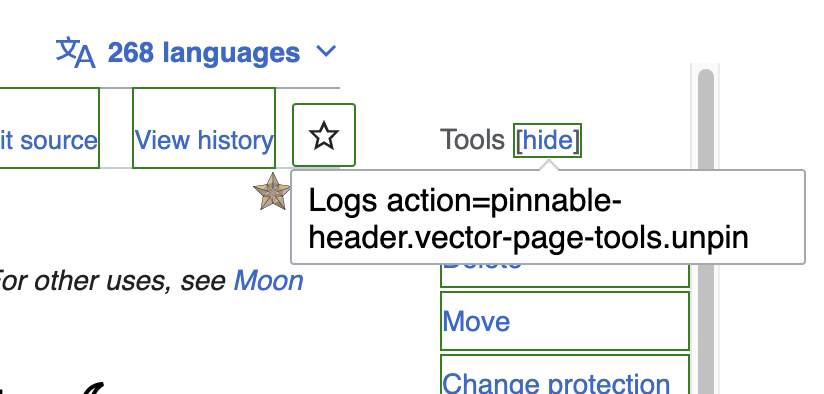 268 languages
it source
View history
Tools [hide]
Logs action=pinnable-
header.vector-page-tools.unpin
For other uses, see Moon
Delete
Move
Change protection